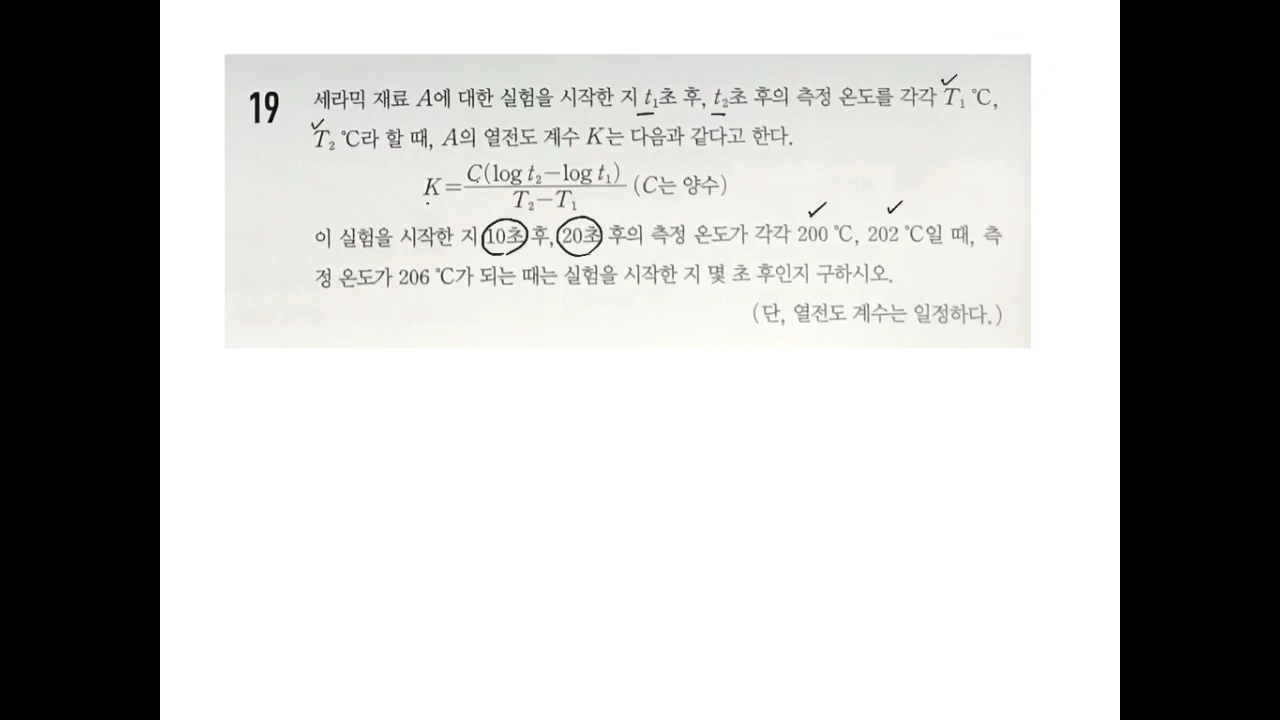 19 세라믹 재료 A에 대한 실험을 시작한 지 t₁초 후, t₂초 후의 측정 온도를 각각 T₁ ℃,
T₂ ℃라 할 때, A의 열전도 계수 K는 다음과 같다고 한다.
K=C(log t₂−log t₁)/T₂−T₁ (C는 양수)
이 실험을 시작한 지 10초 후, 20초 후의 측정 온도가 각각 200 ℃, 202 ℃일 때, 측
정 온도가 206 ℃가 되는 때는 실험을 시작한 지 몇 초 후인지 구하시오.
(단, 열전도 계수는 일정하다.)